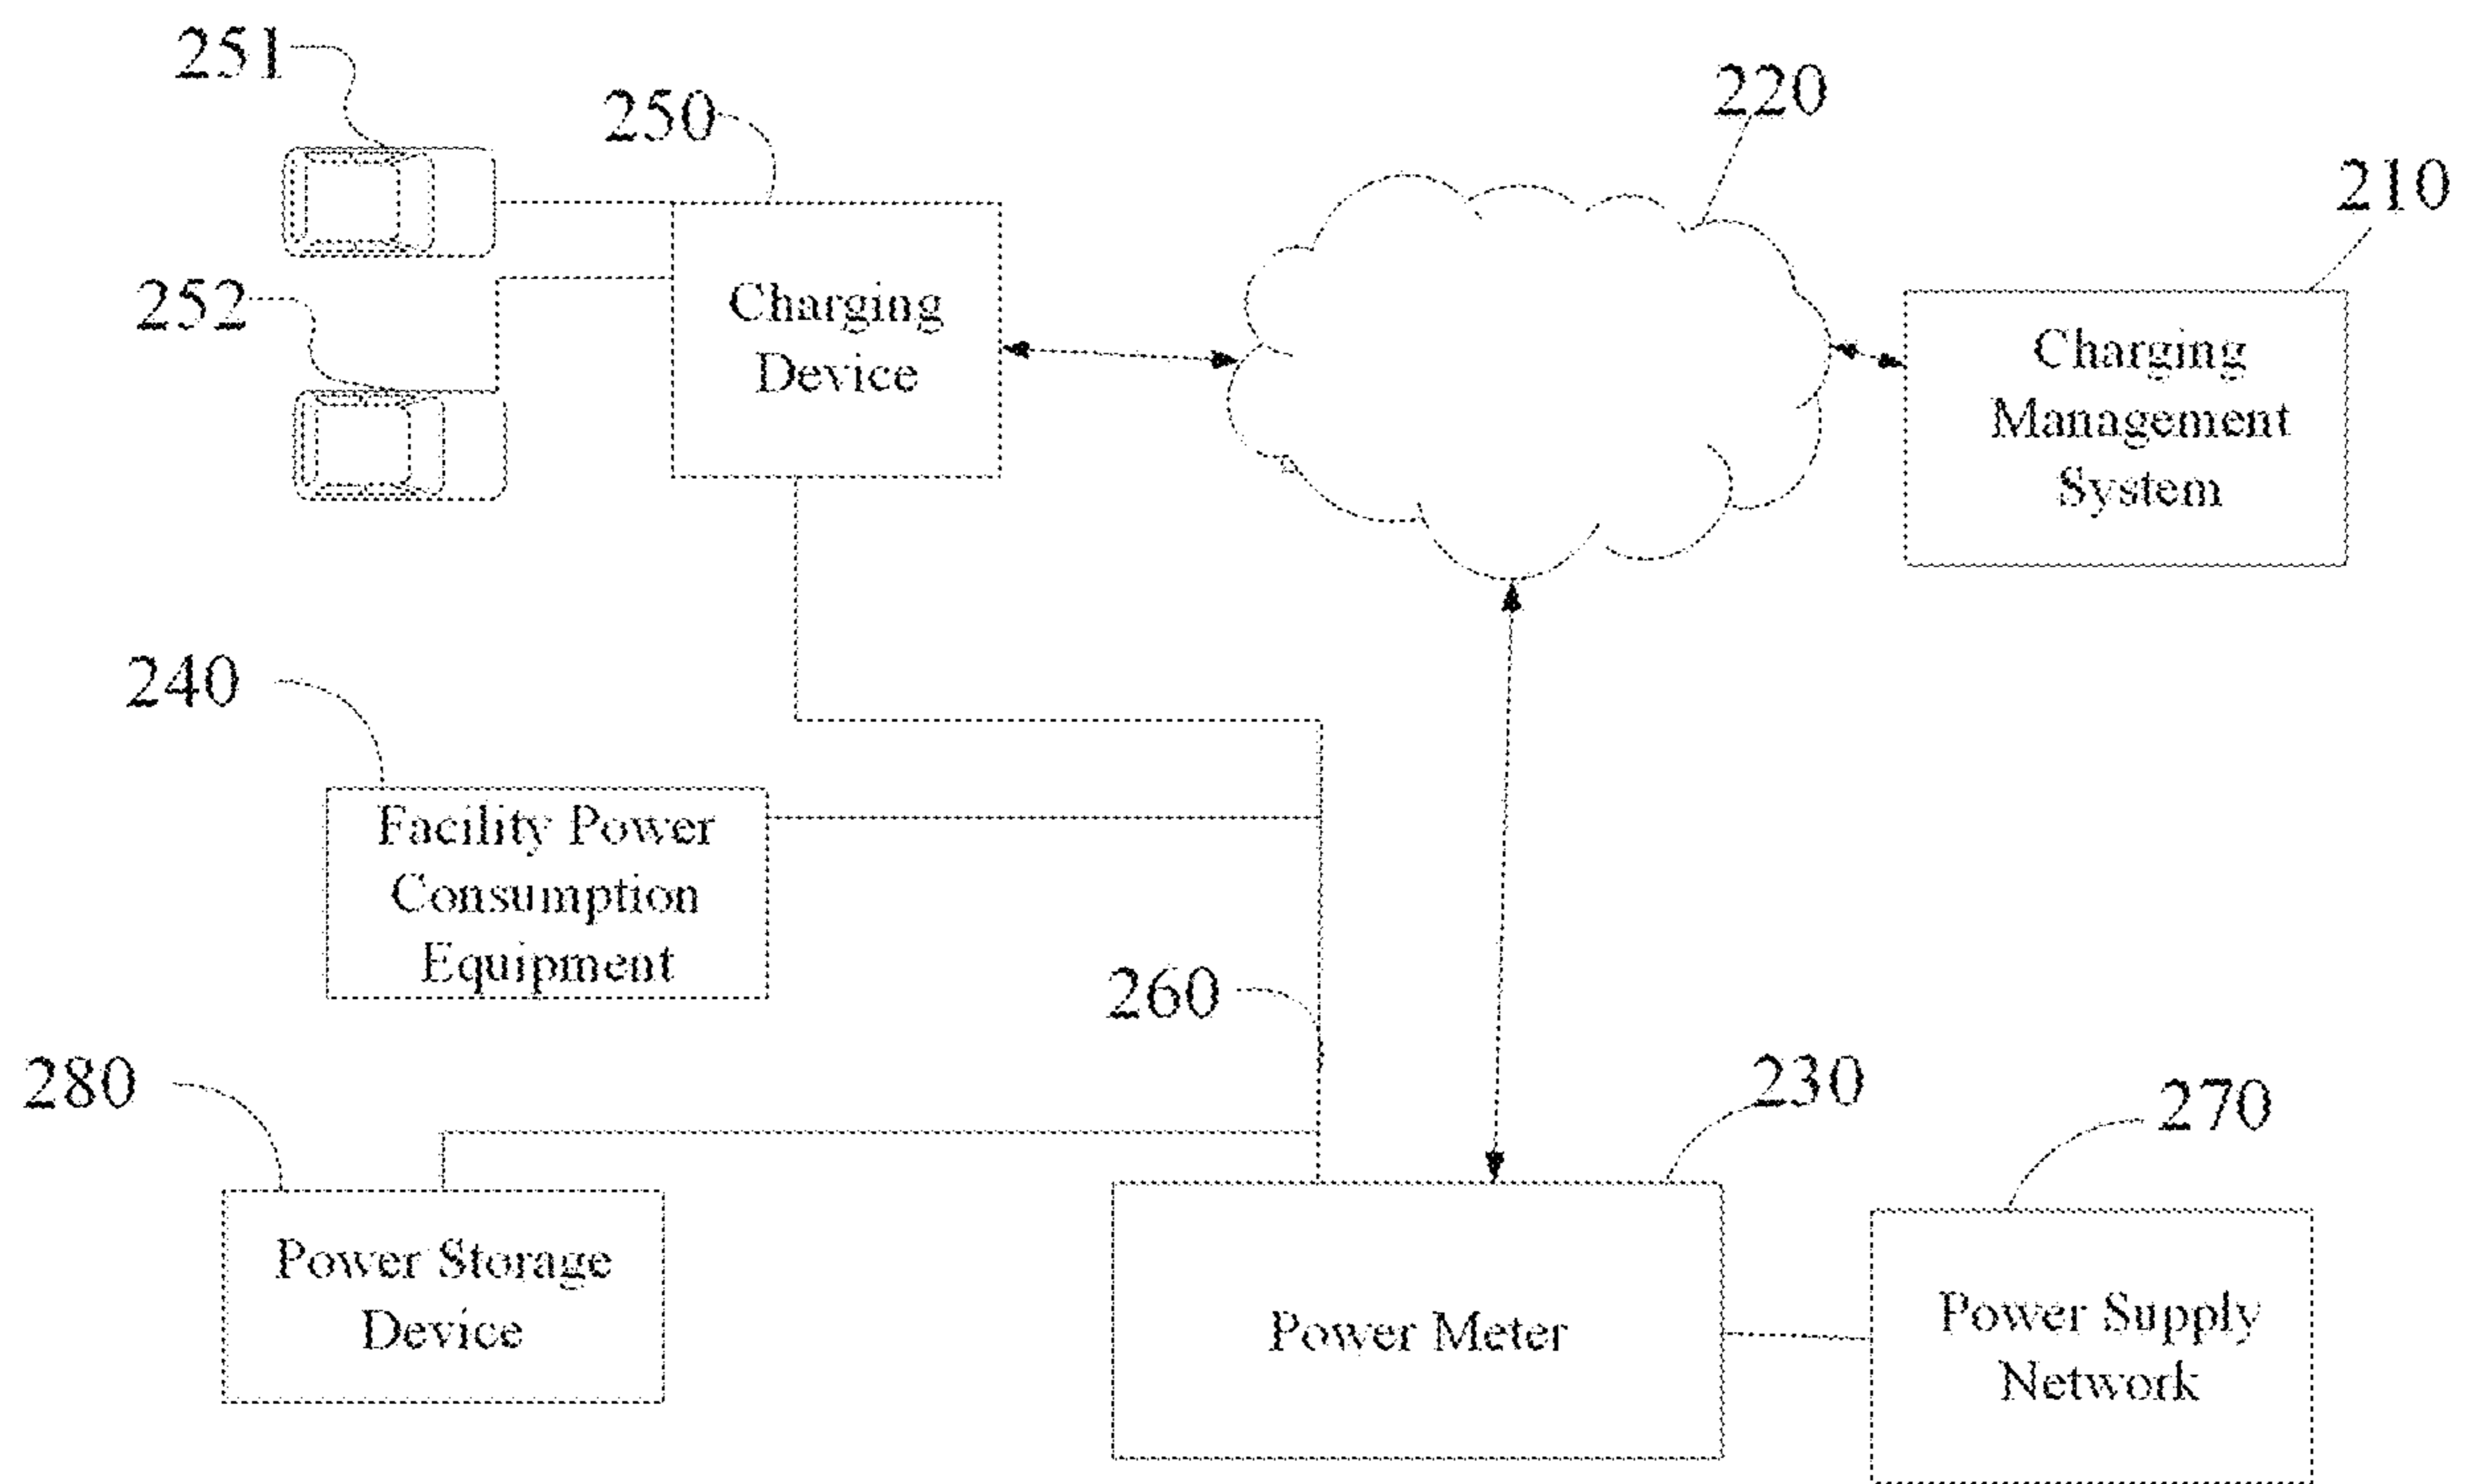 251
250
220
210
252
Charging
Device
Charging
Management
System
240
Facility Power
Consumption
Equipment
260
280
230
270
Power Storage
Device
Power Meter
Power Supply
Network